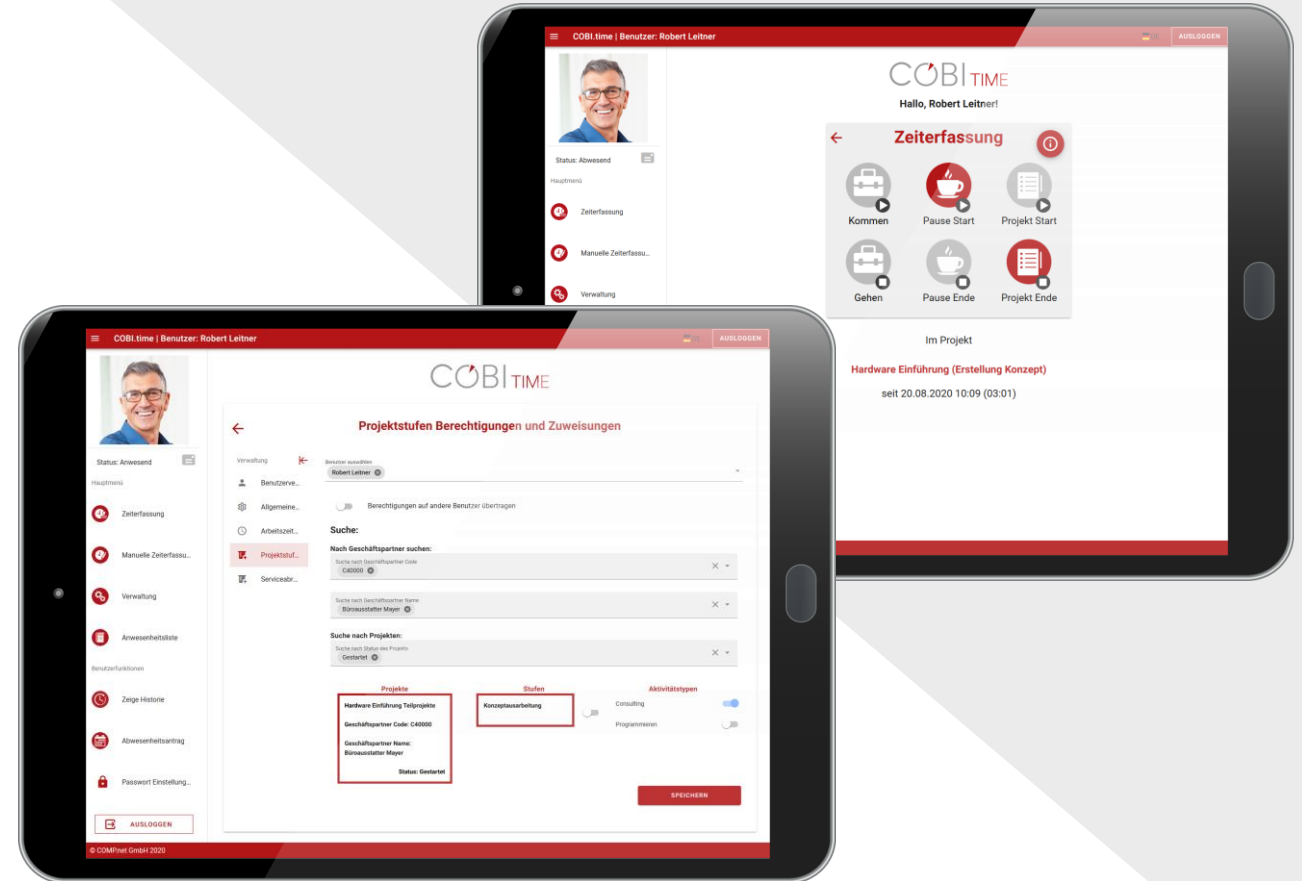 COBI.time | Benutzer: Robert Leitner
DE
AUSLOGGEN
COBI TIME
Hallo, Robert Leitner!
Status: Abwesend
Hauptmenü
Zeiterfassung
Manuelle Zeiterfassu...
Verwaltung
Zeiterfassung
Kommen
Pause Start
Projekt Start
Gehen
Pause Ende
Projekt Ende
Im Projekt
Hardware Einführung (Erstellung Konzept)
seit 20.08.2020 10:09 (03:01)
COBI.time | Benutzer: Robert Leitner
AUSLOGGEN
COBI TIME
Status: Anwesend
Hauptmenü
Zeiterfassung
Manuelle Zeiterfassu...
Verwaltung
Anwesenheitsliste
Benutzerfunktionen
Zeige Historie
Abwesenheitsantrag
Passwort Einstellung...
AUSLOGGEN
© COMPnet GmbH 2020
Projektstufen Berechtigungen und Zuweisungen
Verwaltung
Benutzerve...
Allgemeine...
Arbeitszeit...
Projektstuf...
Serviceabr...
Benutzer auswählen
Robert Leitner
Berechtigungen auf andere Benutzer übertragen
Suche:
Nach Geschäftspartner suchen:
Suche nach Geschäftspartner Code
C40000
Suche nach Geschäftspartner Name
Büroausstatter Mayer
Suche nach Projekten:
Suche nach Status des Projekts
Gestartet
Projekte
Hardware Einführung Teilprojekte
Geschäftspartner Code: C40000
Geschäftspartner Name:
Büroausstatter Mayer
Status: Gestartet
Stufen
Konzeptausarbeitung
Aktivitätstypen
Consulting
Programmieren
SPEICHERN